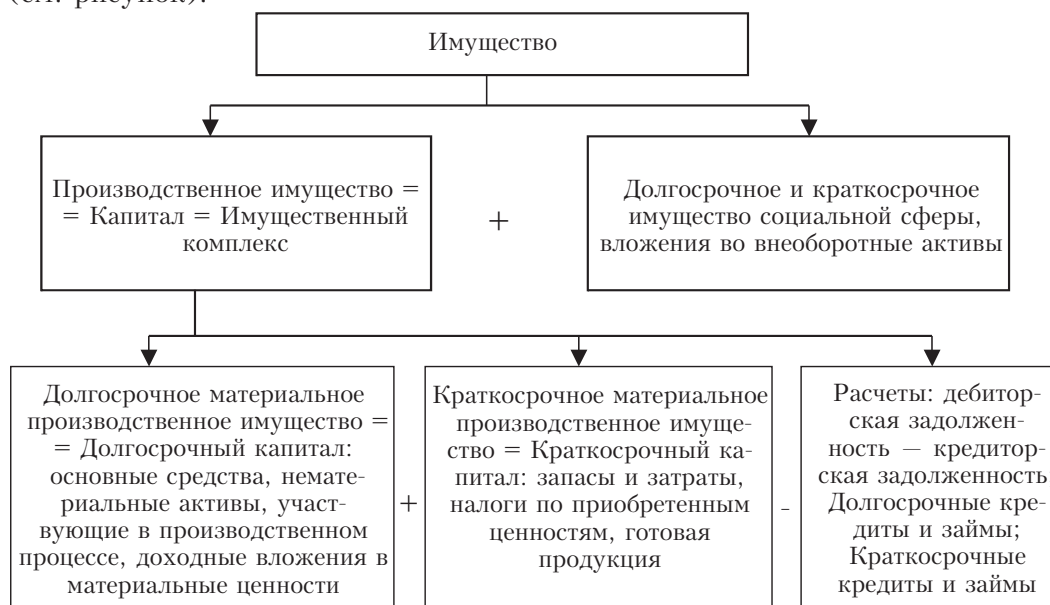 (см. рисунок).
Имущество
Производственное имущество =
= Капитал = Имущественный
комплекс
+
Долгосрочное и краткосрочное
имущество социальной сферы,
вложения во внеоборотные активы
Долгосрочное материальное
производственное имущество =
= Долгосрочный капитал:
основные средства, немате-
риальные активы, участ-
вующие в производственном
процессе, доходные вложения в
материальные ценности
+
Краткосрочное материальное
производственное имуще-
ство = Краткосрочный ка-
питал: запасы и затраты,
налоги по приобретенным
ценностям, готовая
продукция
-
Расчеты: дебитор-
ская задолжен-
ность — кредитор-
ская задолженность
Долгосрочные кре-
диты и займы;
Краткосрочные
кредиты и займы